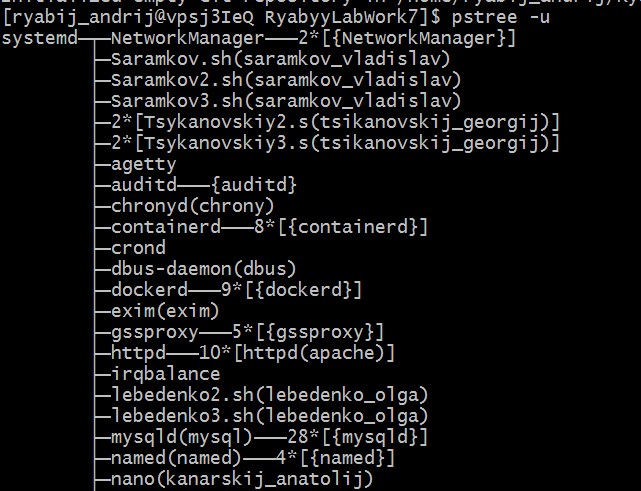 [ryabij_andrij@vpsj3IeQ RyabyyLabWork7]$ pstree -u
systemd─┬─NetworkManager───2*[{NetworkManager}]
        ├─Saramkov.sh(saramkov_vladislav)
        ├─Saramkov2.sh(saramkov_vladislav)
        ├─Saramkov3.sh(saramkov_vladislav)
        ├─2*[Tsykanovskiy2.s(tsikanovskij_georgij)]
        ├─2*[Tsykanovskiy3.s(tsikanovskij_georgij)]
        ├─agetty
        ├─auditd───{auditd}
        ├─chronyd(chrony)
        ├─containerd───8*[{containerd}]
        ├─crond
        ├─dbus-daemon(dbus)
        ├─dockerd───9*[{dockerd}]
        ├─exim(exim)
        ├─gssproxy───5*[{gssproxy}]
        ├─httpd───10*[httpd(apache)]
        ├─irqbalance
        ├─lebedenko2.sh(lebedenko_olga)
        ├─lebedenko3.sh(lebedenko_olga)
        ├─mysqld(mysql)───28*[{mysqld}]
        ├─named(named)───4*[{named}]
        ├─nano(kanarskij_anatolij)